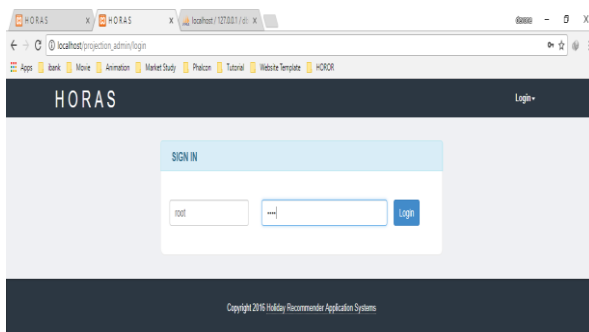 HORAS HORAS localhost / 127.0.0.1 / d
localhost/projection_admin/login
Apps bank Movie Animation Market Study Phalcon Tutorial Website Template HOROR
HORAS Login
SIGN IN
root •••• Login
Copyright 2016 Holiday Recommender Application Systems